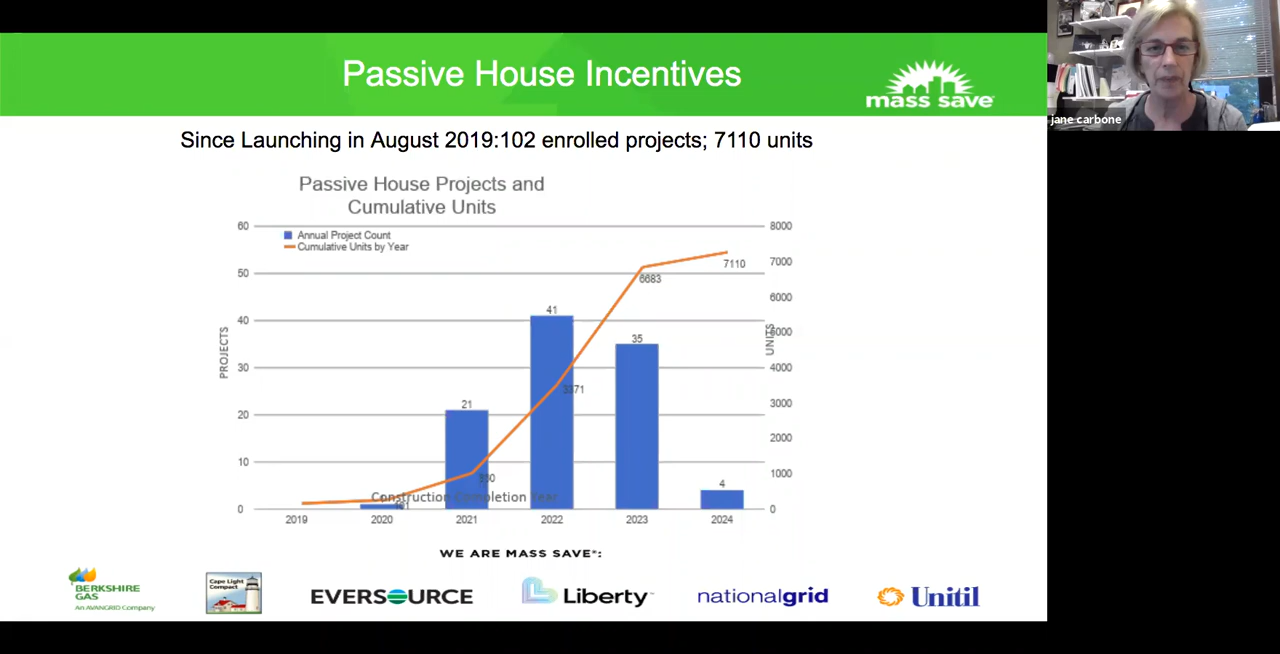 Passive House Incentives
mass save
jane carbone
Since Launching in August 2019:102 enrolled projects; 7110 units
Passive House Projects and
Cumulative Units
Annual Project Count
Cumulative Units by Year
PROJECTS
UNITS
60
50
40
30
20
10
0
8000
7000
6000
5000
4000
3000
2000
1000
0
21
41
35
4
6683
7110
Construction Completion Year
2019
2020
2021
2022
2023
2024
WE ARE MASS SAVE®:
BERKSHIRE
GAS
An AVANGRID Company
Cape Light
Compact
EVERSOURCE
Liberty
nationalgrid
Unitil